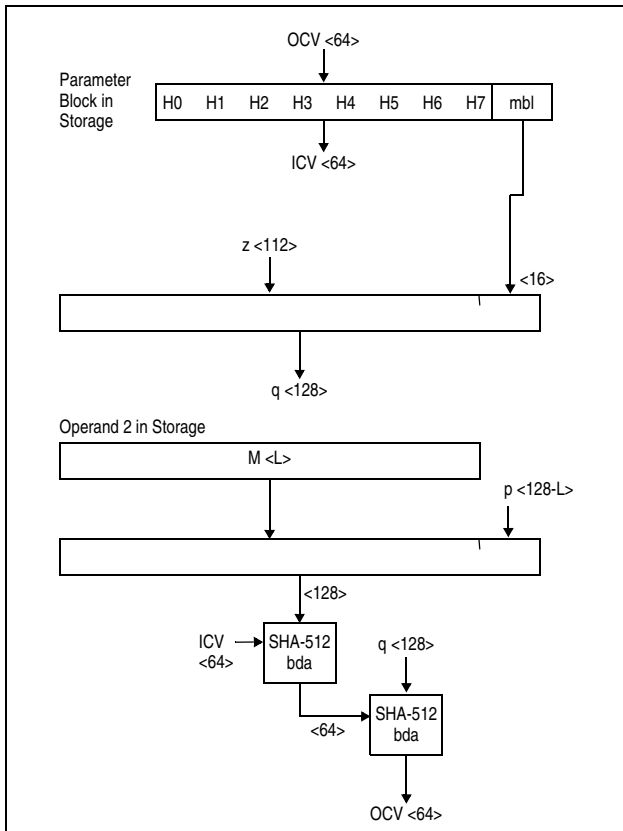 OCV <64>
Parameter
Block in
Storage
H0 H1 H2 H3 H4 H5 H6 H7 mbl
ICV <64>
z <112>
<16>
q <128>
Operand 2 in Storage
M <L>
p <128-L>
<128>
ICV
<64>
SHA-512
bda
q <128>
<64>
SHA-512
bda
OCV <64>